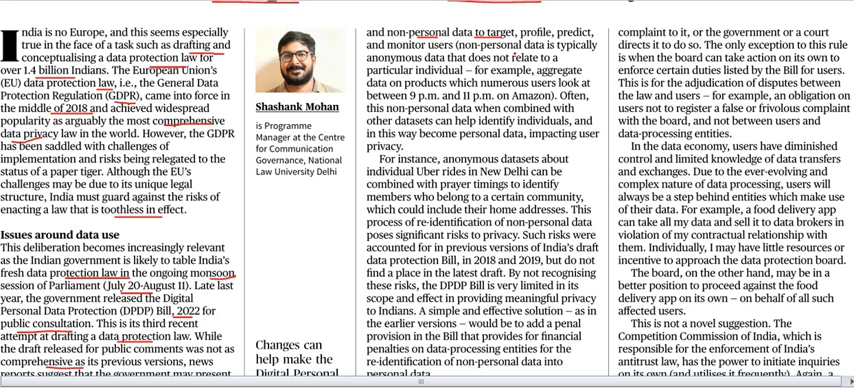 India is no Europe, and this seems especially
true in the face of a task such as drafting and
conceptualising a data protection law for
over 1.4 billion Indians. The European Union's
(EU) data protection law, i.e., the General Data
Protection Regulation (GDPR), came into force in
the middle of 2018 and achieved widespread
popularity as arguably the most comprehensive
data privacy law in the world. However, the GDPR
has been saddled with challenges of
implementation and risks being relegated to the
status of a paper tiger. Although the EU's
challenges may be due to its unique legal
structure, India must guard against the risks of
enacting a law that is toothless in effect.
Issues around data use
This deliberation becomes increasingly relevant
as the Indian government is likely to table India's
fresh data protection law in the ongoing monsoon
session of Parliament (July 20-August 11). Late last
year, the government released the Digital
Personal Data Protection (DPDP) Bill, 2022 for
public consultation. This is its third recent
attempt at drafting a data protection law. While
the draft released for public comments was not as
comprehensive as its previous versions, news
reports suggest that the government may present
Shashank Mohan
is Programme
Manager at the Centre
for Communication
Governance, National
Law University Delhi
Changes can
help make the
Digital Personal
and non-personal data to target, profile, predict,
and monitor users (non-personal data is typically
anonymous data that does not relate to a
particular individual — for example, aggregate
data on products which numerous users look at
between 9 p.m. and 11 p.m. on Amazon). Often,
this non-personal data when combined with
other datasets can help identify individuals, and
in this way become personal data, impacting user
privacy.
For instance, anonymous datasets about
individual Uber rides in New Delhi can be
combined with prayer timings to identify
members who belong to a certain community,
which could include their home addresses. This
process of re-identification of non-personal data
poses significant risks to privacy. Such risks were
accounted for in previous versions of India's draft
data protection Bill, in 2018 and 2019, but do not
find a place in the latest draft. By not recognising
these risks, the DPDP Bill is very limited in its
scope and effect in providing meaningful privacy
to Indians. A simple and effective solution — as in
the earlier versions — would be to add a penal
provision in the Bill that provides for financial
penalties on data-processing entities for the
re-identification of non-personal data into
personal data.
complaint to it, or the government or a court
directs it to do so. The only exception to this rule
is when the board can take action on its own to
enforce certain duties listed by the Bill for users.
This is for the adjudication of disputes between
the law and users — for example, an obligation on
users not to register a false or frivolous complaint
with the board, and not between users and
data-processing entities.
In the data economy, users have diminished
control and limited knowledge of data transfers
and exchanges. Due to the ever-evolving and
complex nature of data processing, users will
always be a step behind entities which make use
of their data. For example, a food delivery app
can take all my data and sell it to data brokers in
violation of my contractual relationship with
them. Individually, I may have little resources or
incentive to approach the data protection board.
The board, on the other hand, may be in a
better position to proceed against the food
delivery app on its own — on behalf of all such
affected users.
This is not a novel suggestion. The
Competition Commission of India, which is
responsible for the enforcement of India's
antitrust law, has the power to initiate inquiries
on its own (and utilises it frequently). Again, a